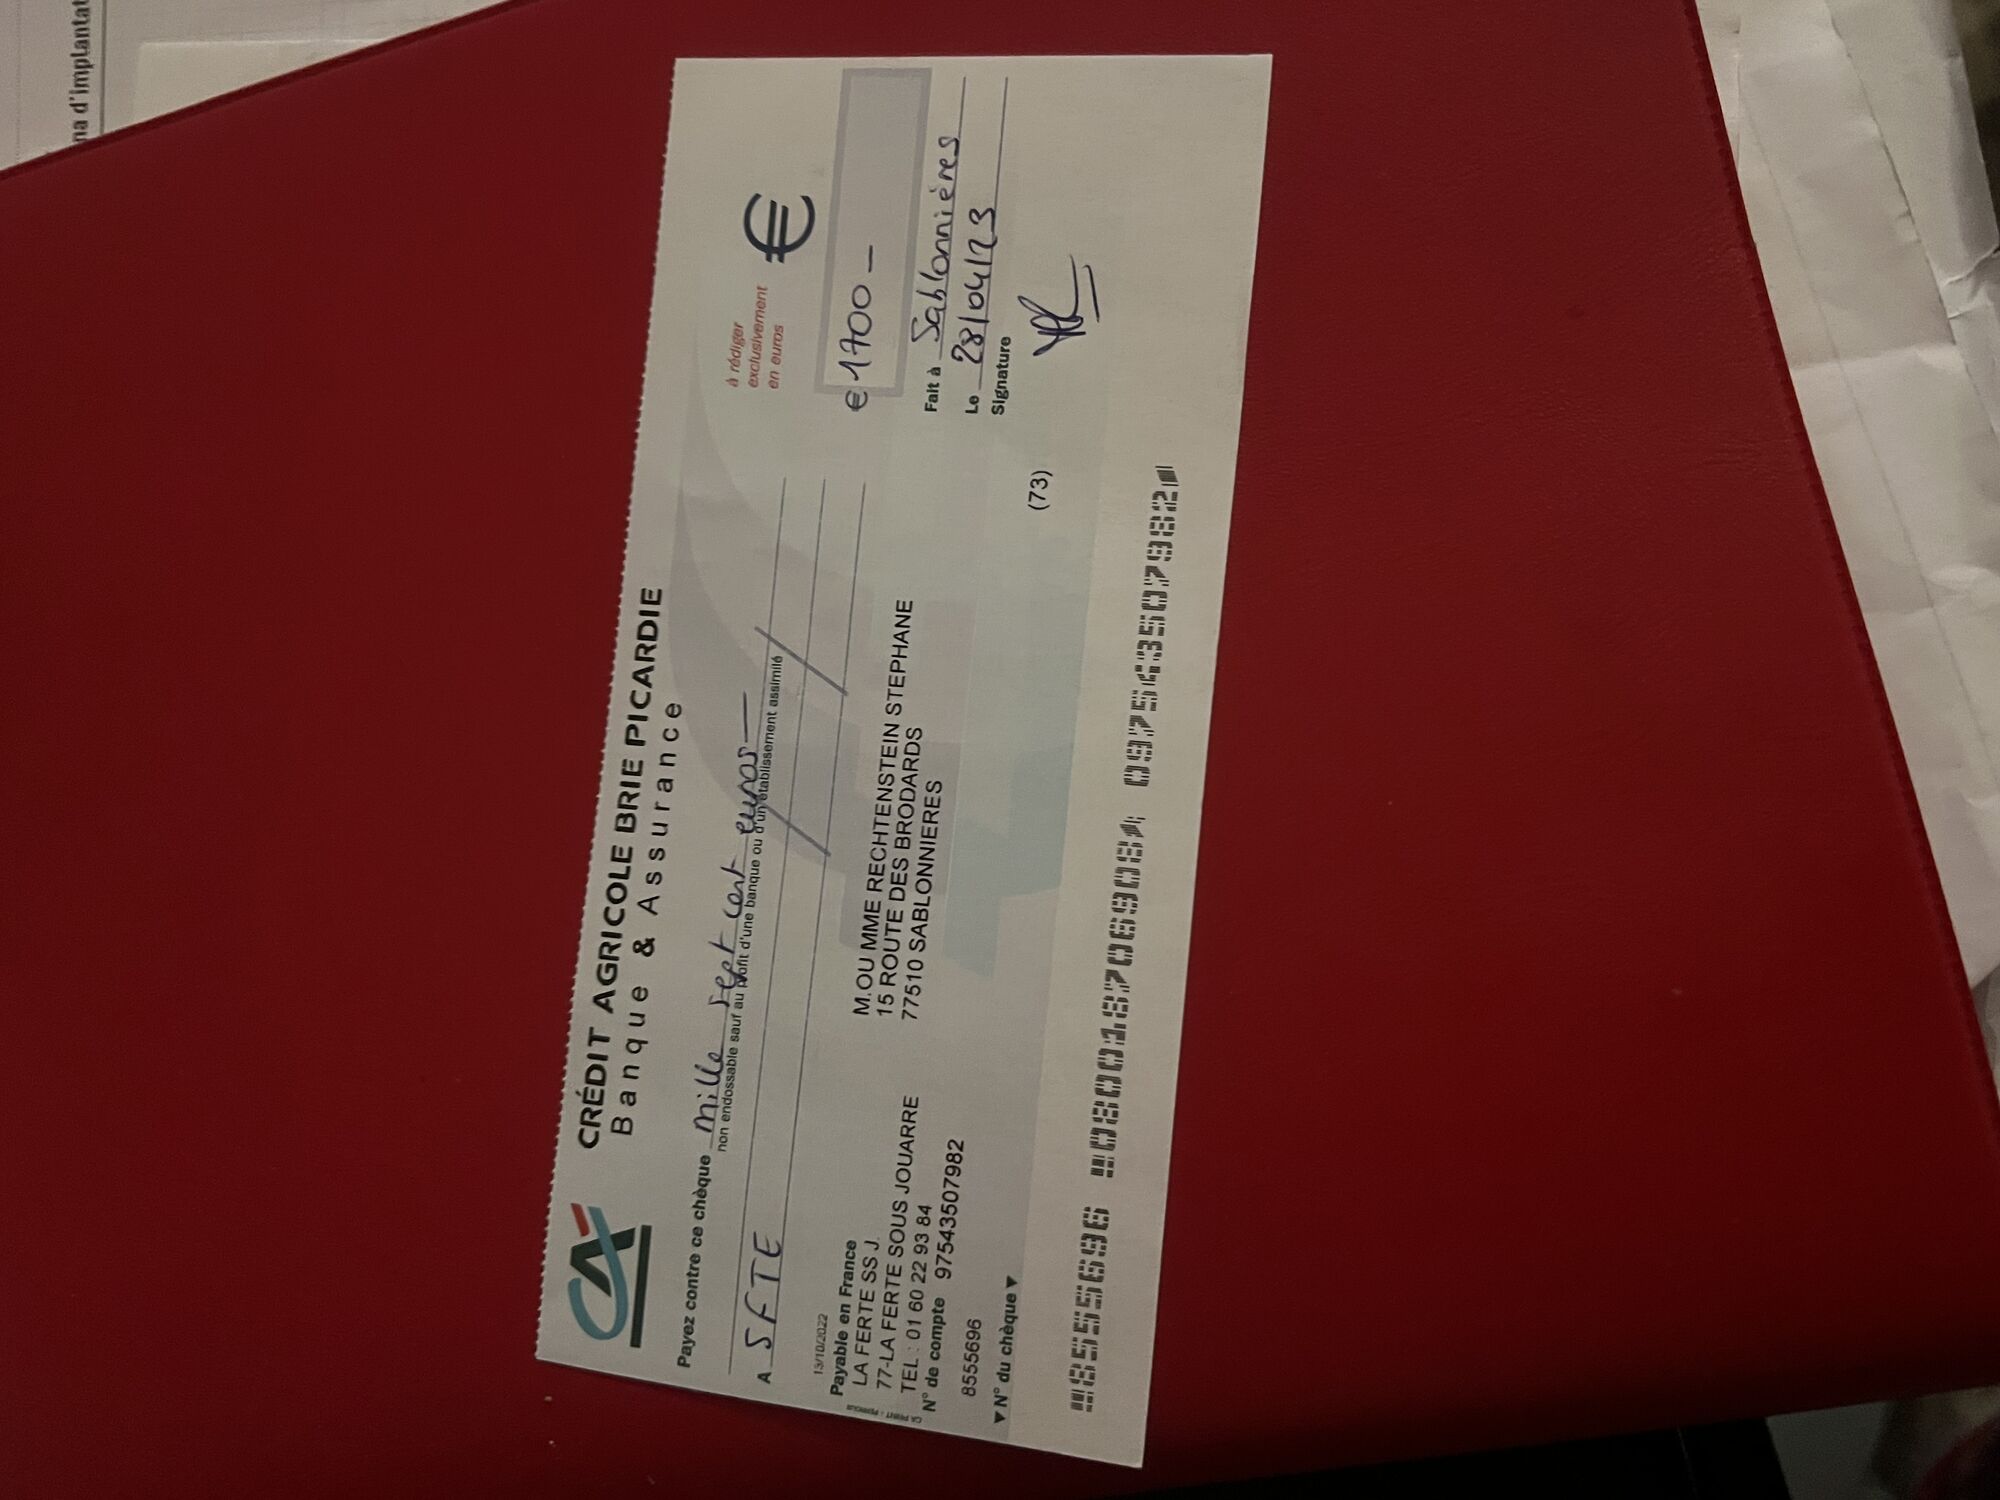 na d'implantat
CA
CRÉDIT AGRICOLE BRIE PICARDIE
Banque & Assurance
à rédiger
exclusivement
en euros
€
Payez contre ce chèque mille sept cent euros —
non endossable sauf au profit d'une banque ou d'un établissement assimilé
€ 1700 —
A SFTE
13/10/2022
Payable en France
LA FERTE SS J.
77-LA FERTE SOUS JOUARRE
TEL : 01 60 22 93 84
N° de compte 97543507982
8555696
▼ N° du chèque ▼
M.OU MME RECHTENSTEIN STEPHANE
15 ROUTE DES BRODARDS
77510 SABLONNIERES
Fait à Sablonnières
Le 28/04/23
Signature
(73)
8555696 097543507982